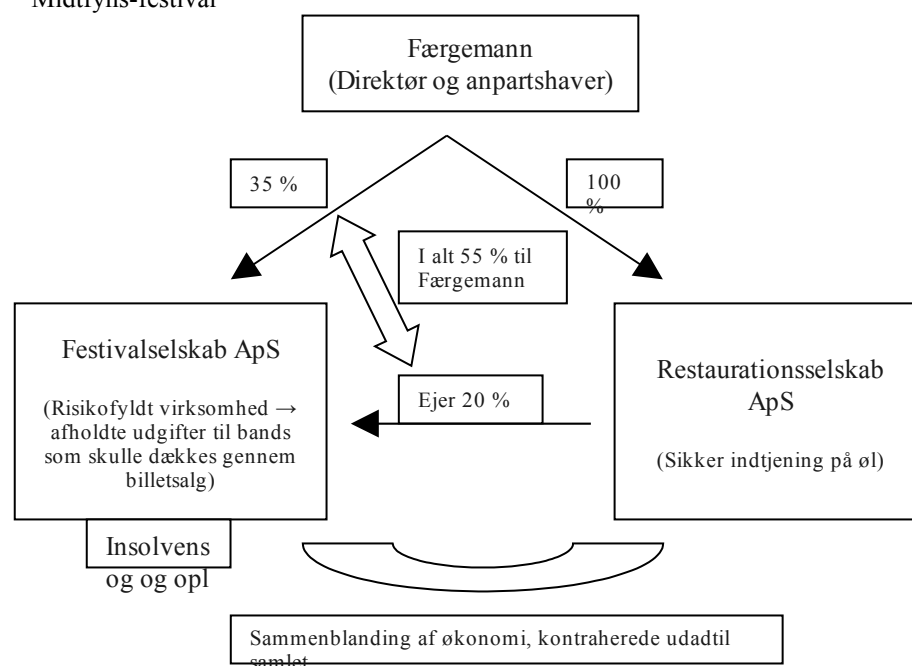 Midtfyns-festival
Færgemann
(Direktør og anpartshaver)
35 %
100
%
I alt 55 % til
Færgemann
Festivalselskab ApS
(Risikofyldt virksomhed →
afholdte udgifter til bands
som skulle dækkes gennem
billetsalg)
Ejer 20 %
Restaurationsselskab
ApS
(Sikker indtjening på øl)
Insolvens
og og opl
Sammenblanding af økonomi, kontraherede udadtil
samlet